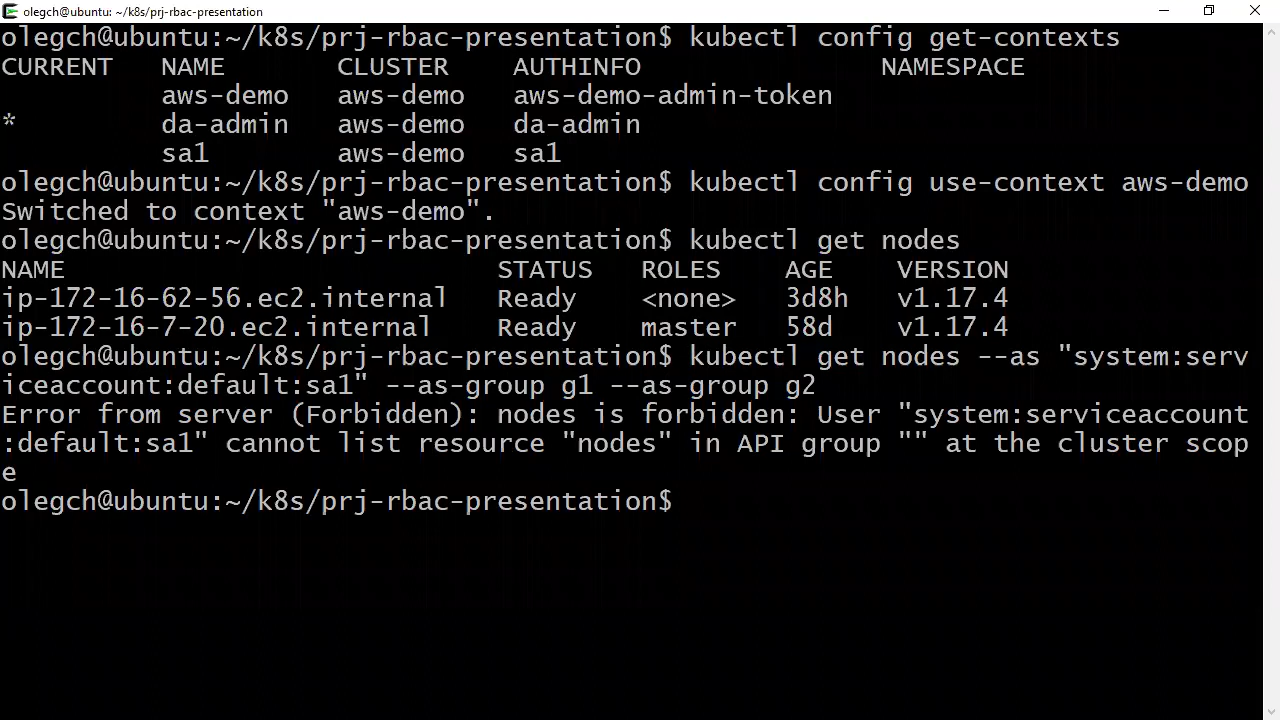 olegch@ubuntu: ~/k8s/prj-rbac-presentation
olegch@ubuntu:~/k8s/prj-rbac-presentation$ kubectl config get-contexts
CURRENT   NAME       CLUSTER    AUTHINFO               NAMESPACE
          aws-demo   aws-demo   aws-demo-admin-token
*         da-admin   aws-demo   da-admin
          sa1        aws-demo   sa1
olegch@ubuntu:~/k8s/prj-rbac-presentation$ kubectl config use-context aws-demo
Switched to context "aws-demo".
olegch@ubuntu:~/k8s/prj-rbac-presentation$ kubectl get nodes
NAME                           STATUS   ROLES    AGE    VERSION
ip-172-16-62-56.ec2.internal   Ready    <none>   3d8h   v1.17.4
ip-172-16-7-20.ec2.internal    Ready    master   58d    v1.17.4
olegch@ubuntu:~/k8s/prj-rbac-presentation$ kubectl get nodes --as "system:serv
iceaccount:default:sa1" --as-group g1 --as-group g2
Error from server (Forbidden): nodes is forbidden: User "system:serviceaccount
:default:sa1" cannot list resource "nodes" in API group "" at the cluster scop
e
olegch@ubuntu:~/k8s/prj-rbac-presentation$